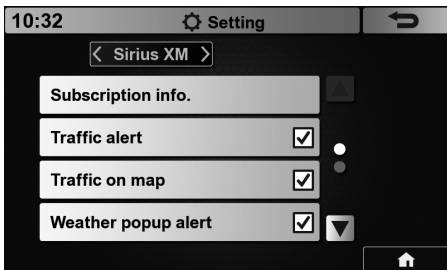 10:32
Setting
Sirius XM
Subscription info.
Traffic alert
Traffic on map
Weather popup alert